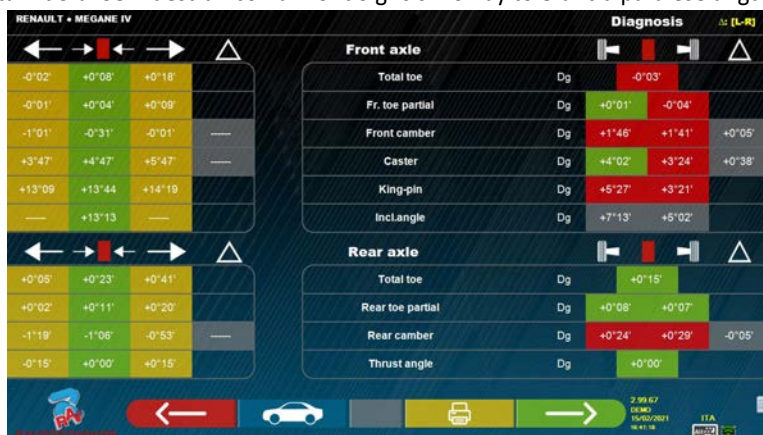 RENAULT • MEGANE IV Diagnosis Δ: [L-R]
Front axle
-0°02' +0°08' +0°18' Total toe Dg -0°03'
-0°01' +0°04' +0°09' Fr. toe partial Dg +0°01' -0°04'
-1°01' -0°31' -0°01' ----- Front camber Dg +1°46' +1°41' +0°05'
+3°47' +4°47' +5°47' ----- Caster Dg +4°02' +3°24' +0°38'
+13°09 +13°44 +14°19 King-pin Dg +5°27' +3°21'
---- +13°13 ---- Incl.angle Dg +7°13' +5°02'
Rear axle
+0°05' +0°23' +0°41' Total toe Dg +0°15'
+0°02' +0°11' +0°20' Rear toe partial Dg +0°08' +0°07'
-1°19' -1°06' -0°53' ----- Rear camber Dg +0°24' +0°29' -0°05'
-0°15' +0°00' +0°15' Thrust angle Dg +0°00'
RAV
2.99.67
DEMO
15/02/2021 ITA
16:41:18